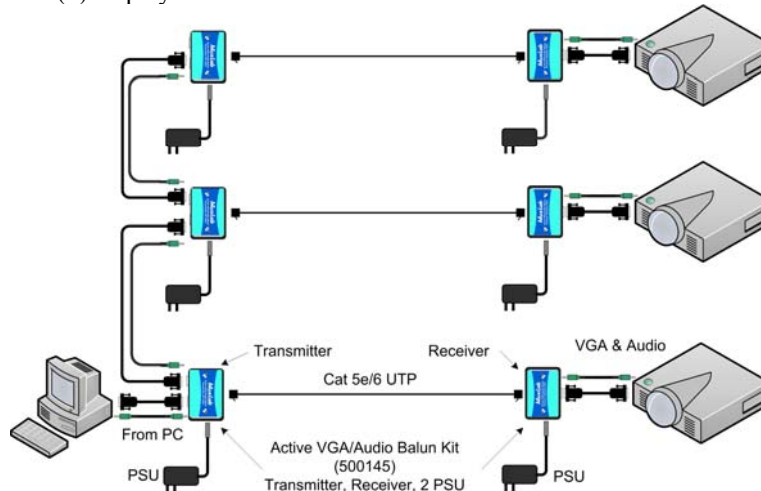 Transmitter
Receiver
VGA & Audio
Cat 5e/6 UTP
From PC
Active VGA/Audio Balun Kit
(500145)
PSU
Transmitter, Receiver, 2 PSU
PSU